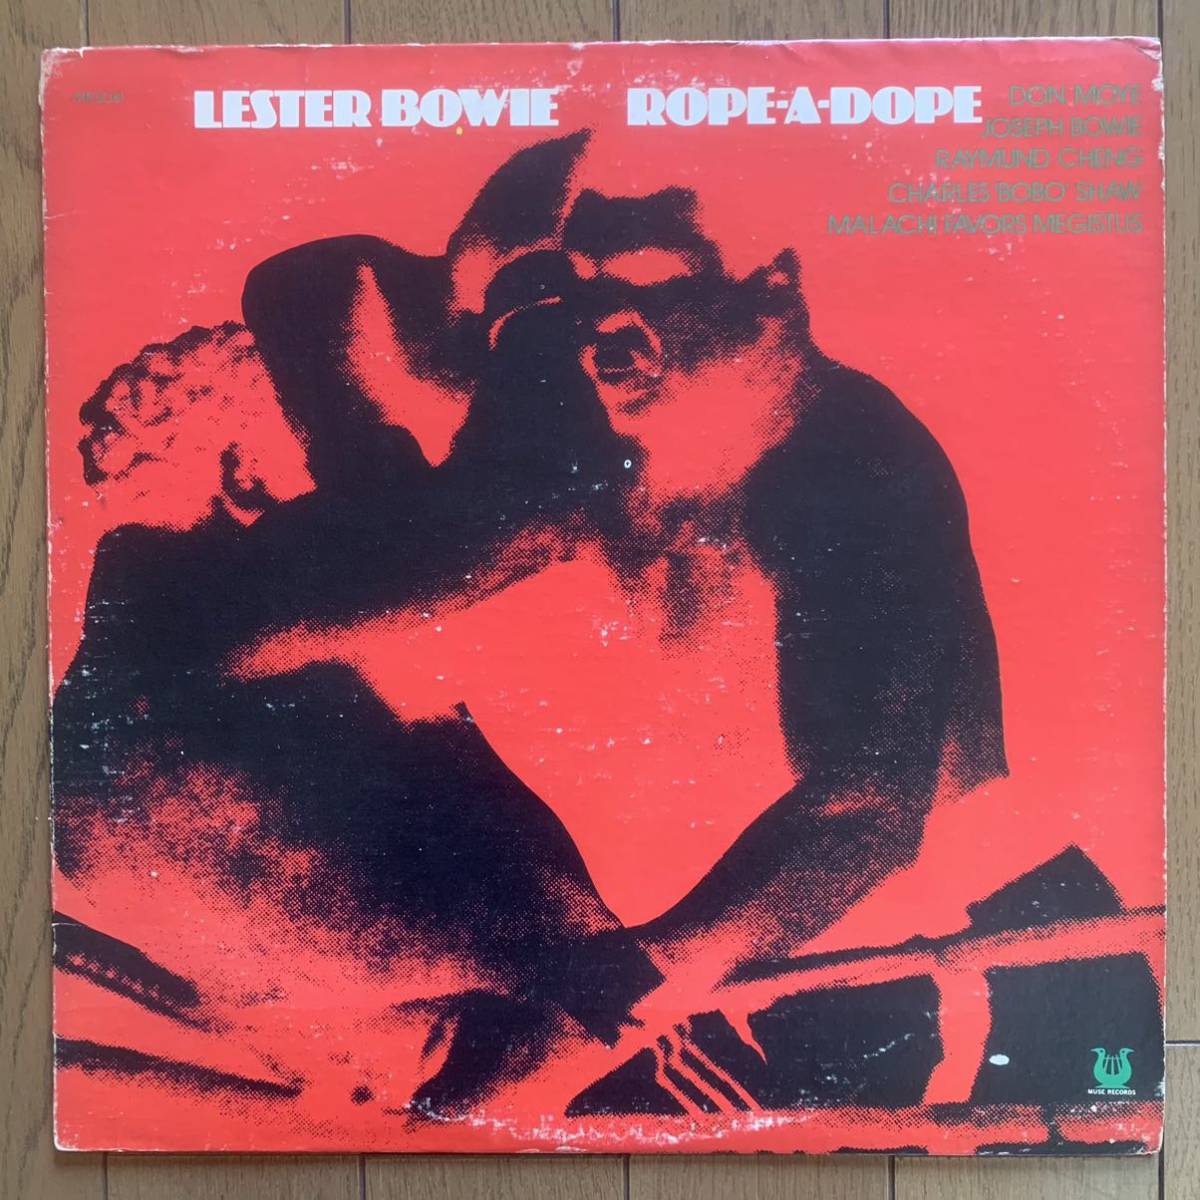 LESTER BOWIE ROPE-A-DOPE
DON MOYE
JOSEPH BOWIE
RAYMUND CHENG
CHARLES 'BOBO' SHAW
MALACHI FAVORS MEGISTUS
MUSE RECORDS